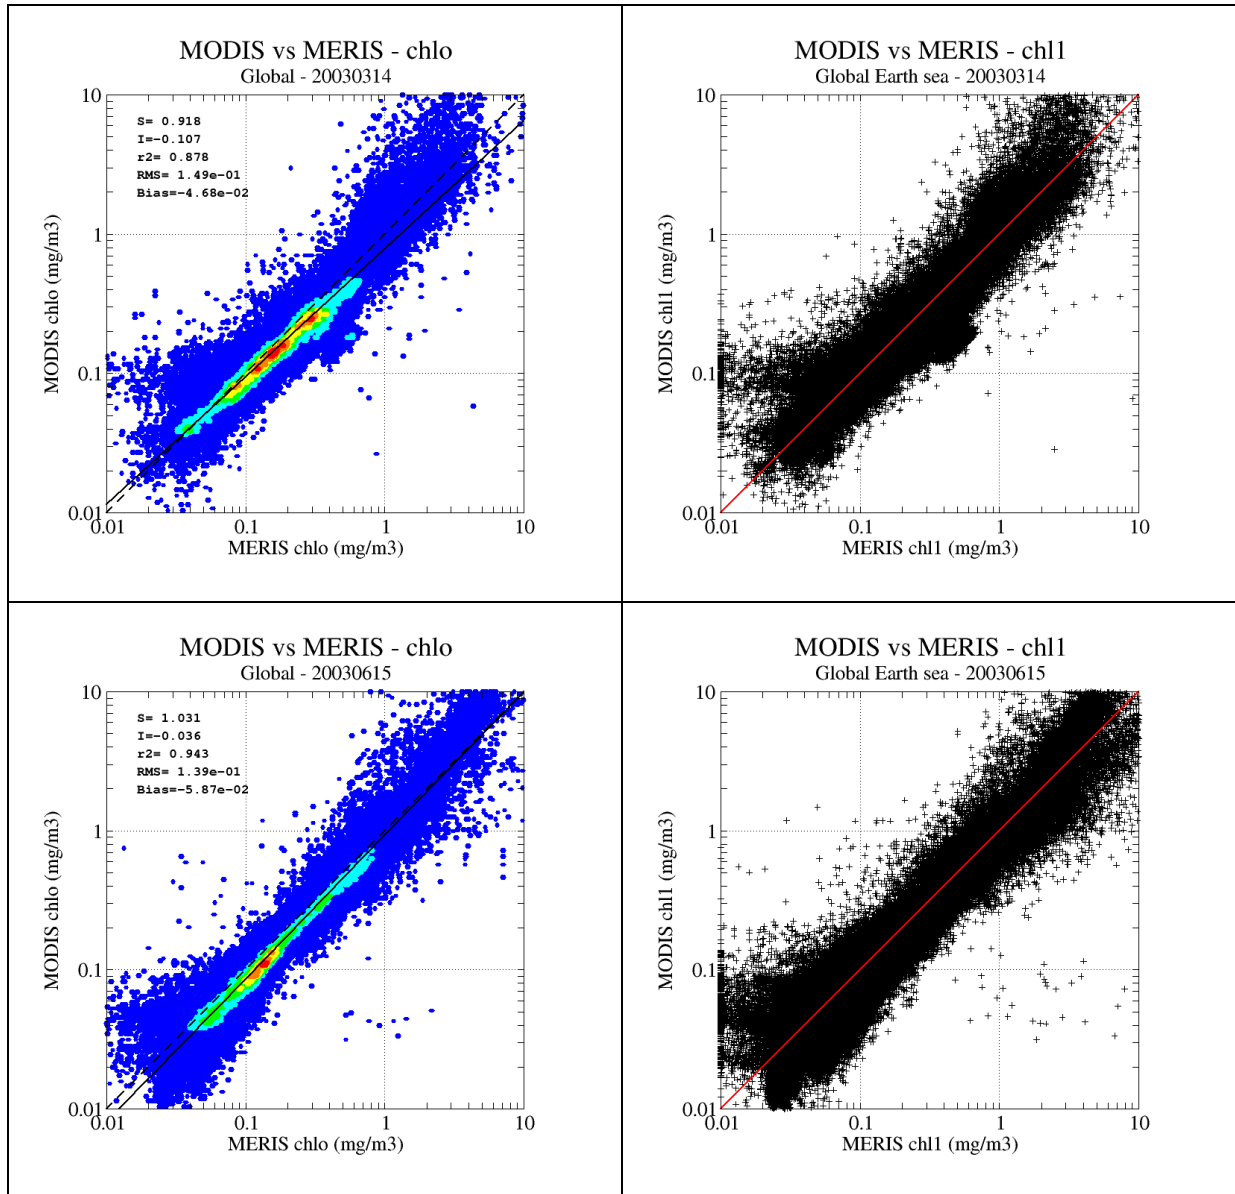 MODIS vs MERIS - chlo
Global - 20030314
10
S= 0.918
I=-0.107
r2= 0.878
RMS= 1.49e-01
Bias=-4.68e-02
1
0.1
0.01
MODIS chlo (mg/m3)
0.01 0.1 1 10
MERIS chlo (mg/m3)
MODIS vs MERIS - chl1
Global Earth sea - 20030314
10
1
0.1
0.01
MODIS chl1 (mg/m3)
0.01 0.1 1 10
MERIS chl1 (mg/m3)
MODIS vs MERIS - chlo
Global - 20030615
10
S= 1.031
I=-0.036
r2= 0.943
RMS= 1.39e-01
Bias=-5.87e-02
1
0.1
0.01
MODIS chlo (mg/m3)
0.01 0.1 1 10
MERIS chlo (mg/m3)
MODIS vs MERIS - chl1
Global Earth sea - 20030615
10
1
0.1
0.01
MODIS chl1 (mg/m3)
0.01 0.1 1 10
MERIS chl1 (mg/m3)